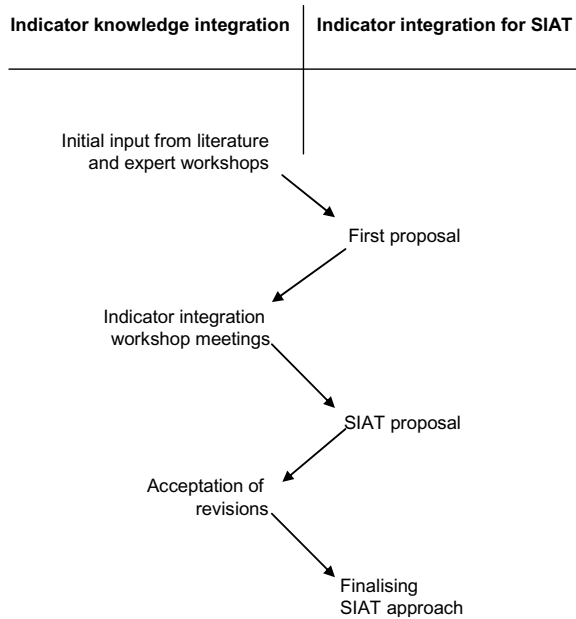 Indicator knowledge integration
Indicator integration for SIAT
Initial input from literature
and expert workshops
First proposal
Indicator integration
workshop meetings
SIAT proposal
Acceptation of
revisions
Finalising
SIAT approach